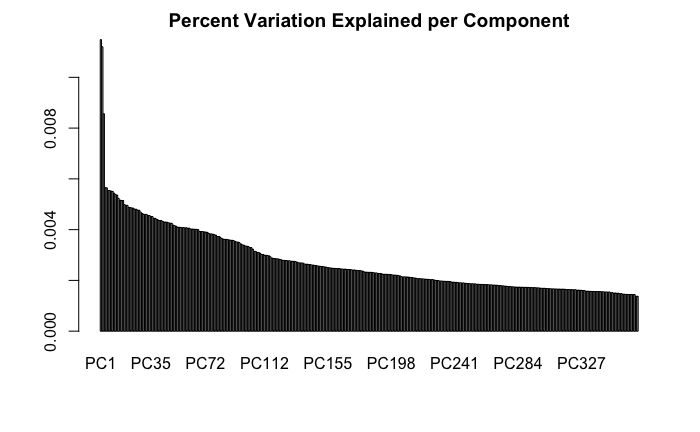 Percent Variation Explained per Component
0.008
0.004
0.000
PC1 PC35 PC72 PC112 PC155 PC198 PC241 PC284 PC327